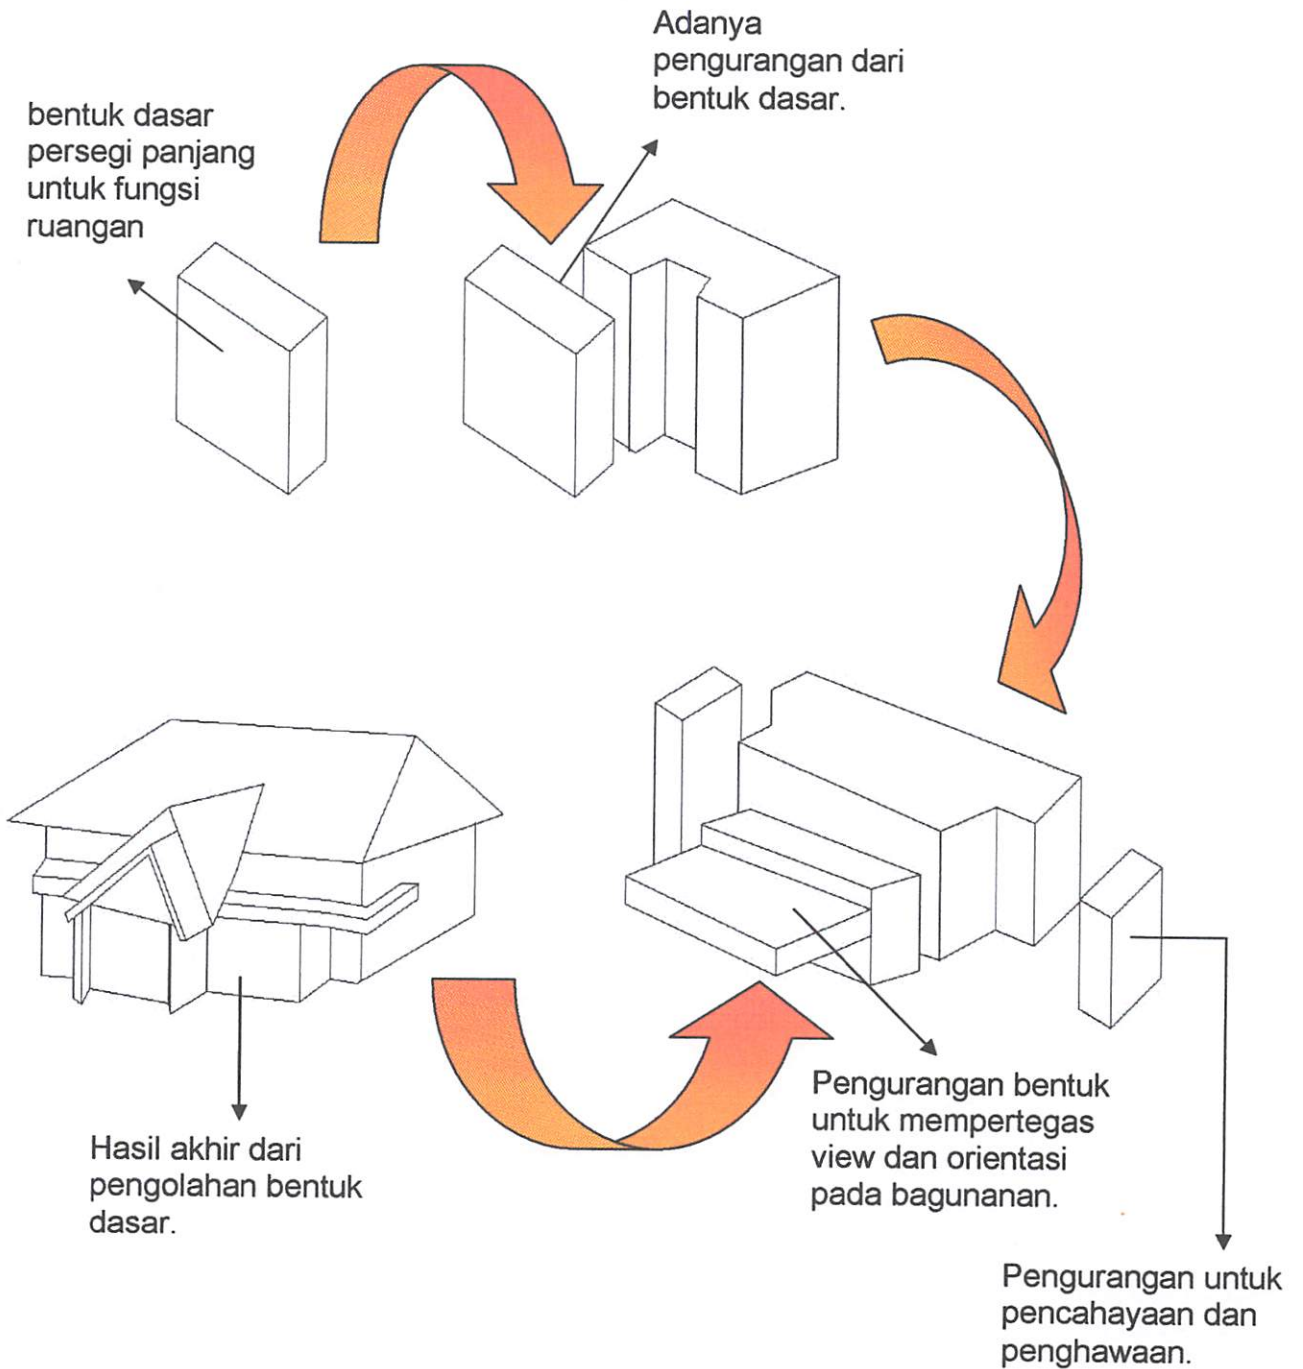 bentuk dasar
persegi panjang
untuk fungsi
ruangan
Adanya
pengurangan dari
bentuk dasar.
Hasil akhir dari
pengolahan bentuk
dasar.
Pengurangan bentuk
untuk mempertegas
view dan orientasi
pada bagunanan.
Pengurangan untuk
pencahayaan dan
penghawaan.